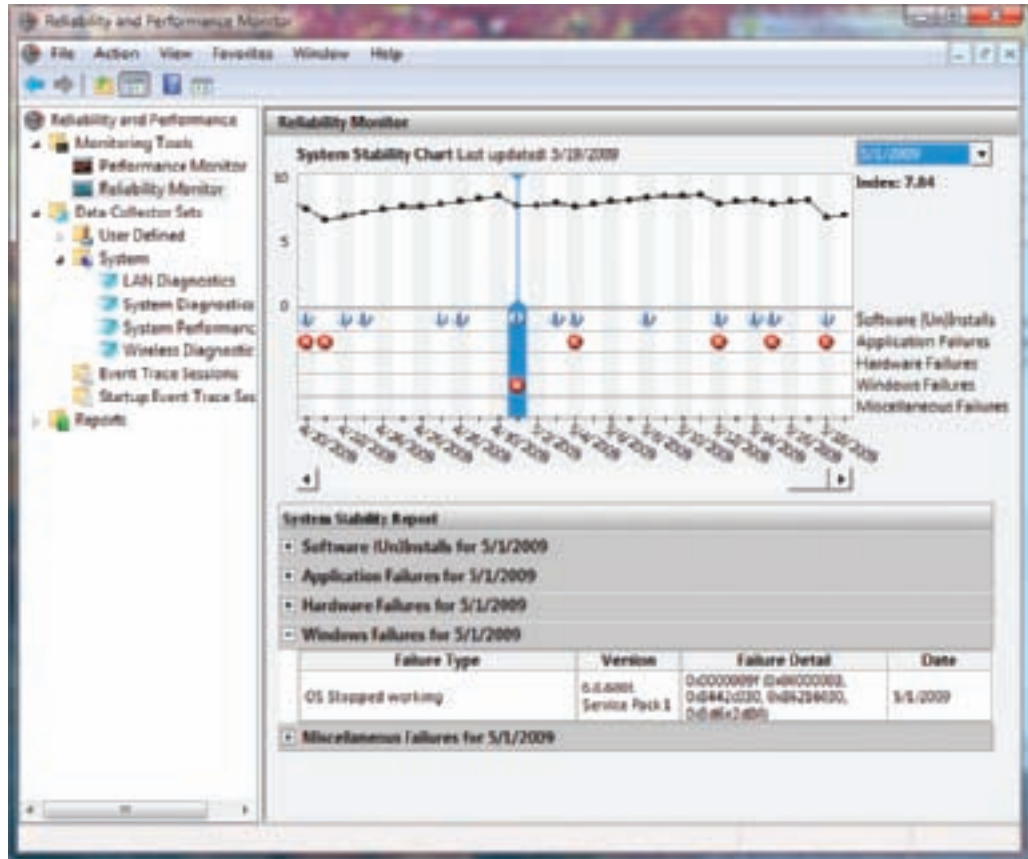 Reliability and Performance Monitor
File Action View Favorites Window Help
Reliability and Performance
Monitoring Tools
Performance Monitor
Reliability Monitor
Data Collector Sets
User Defined
System
LAN Diagnostics
System Diagnostics
System Performanc
Wireless Diagnostic
Event Trace Sessions
Startup Event Trace Ses
Reports
Reliability Monitor
System Stability Chart Last updated: 5/19/2009
5/1/2009
Index: 7.84
10
5
0
Software (Un)Installs
Application Failures
Hardware Failures
Windows Failures
Miscellaneous Failures
System Stability Report
Software (Un)Installs for 5/1/2009
Application Failures for 5/1/2009
Hardware Failures for 5/1/2009
Windows Failures for 5/1/2009
Failure Type Version Failure Detail Date
OS Stopped working
Service Pack 1
5/1/2009
Miscellaneous Failures for 5/1/2009